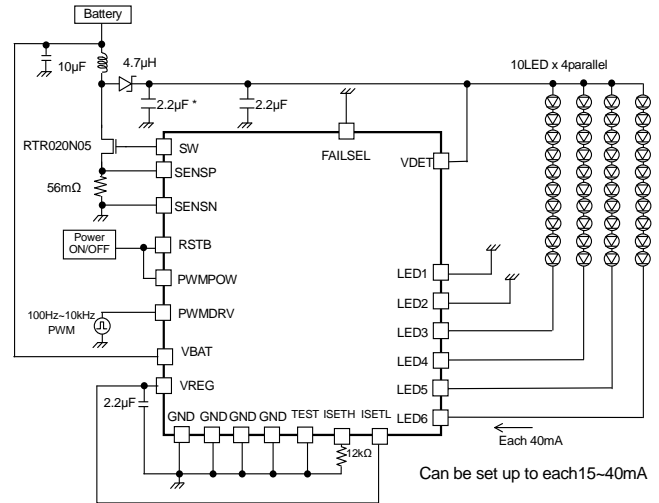 Battery
10µF
4.7µH
10LED x 4parallel
2.2µF *
2.2µF
RTR020N05
SW
FAILSEL
VDET
SENSP
56mΩ
SENSN
Power
ON/OFF
RSTB
PWMPOW
LED1
LED2
100Hz~10kHz
PWM
PWMDRV
LED3
LED4
VBAT
LED5
VREG
2.2µF
GND
GND
GND
GND
TEST
ISETH
ISETL
LED6
12kΩ
Each 40mA
Can be set up to each15~40mA